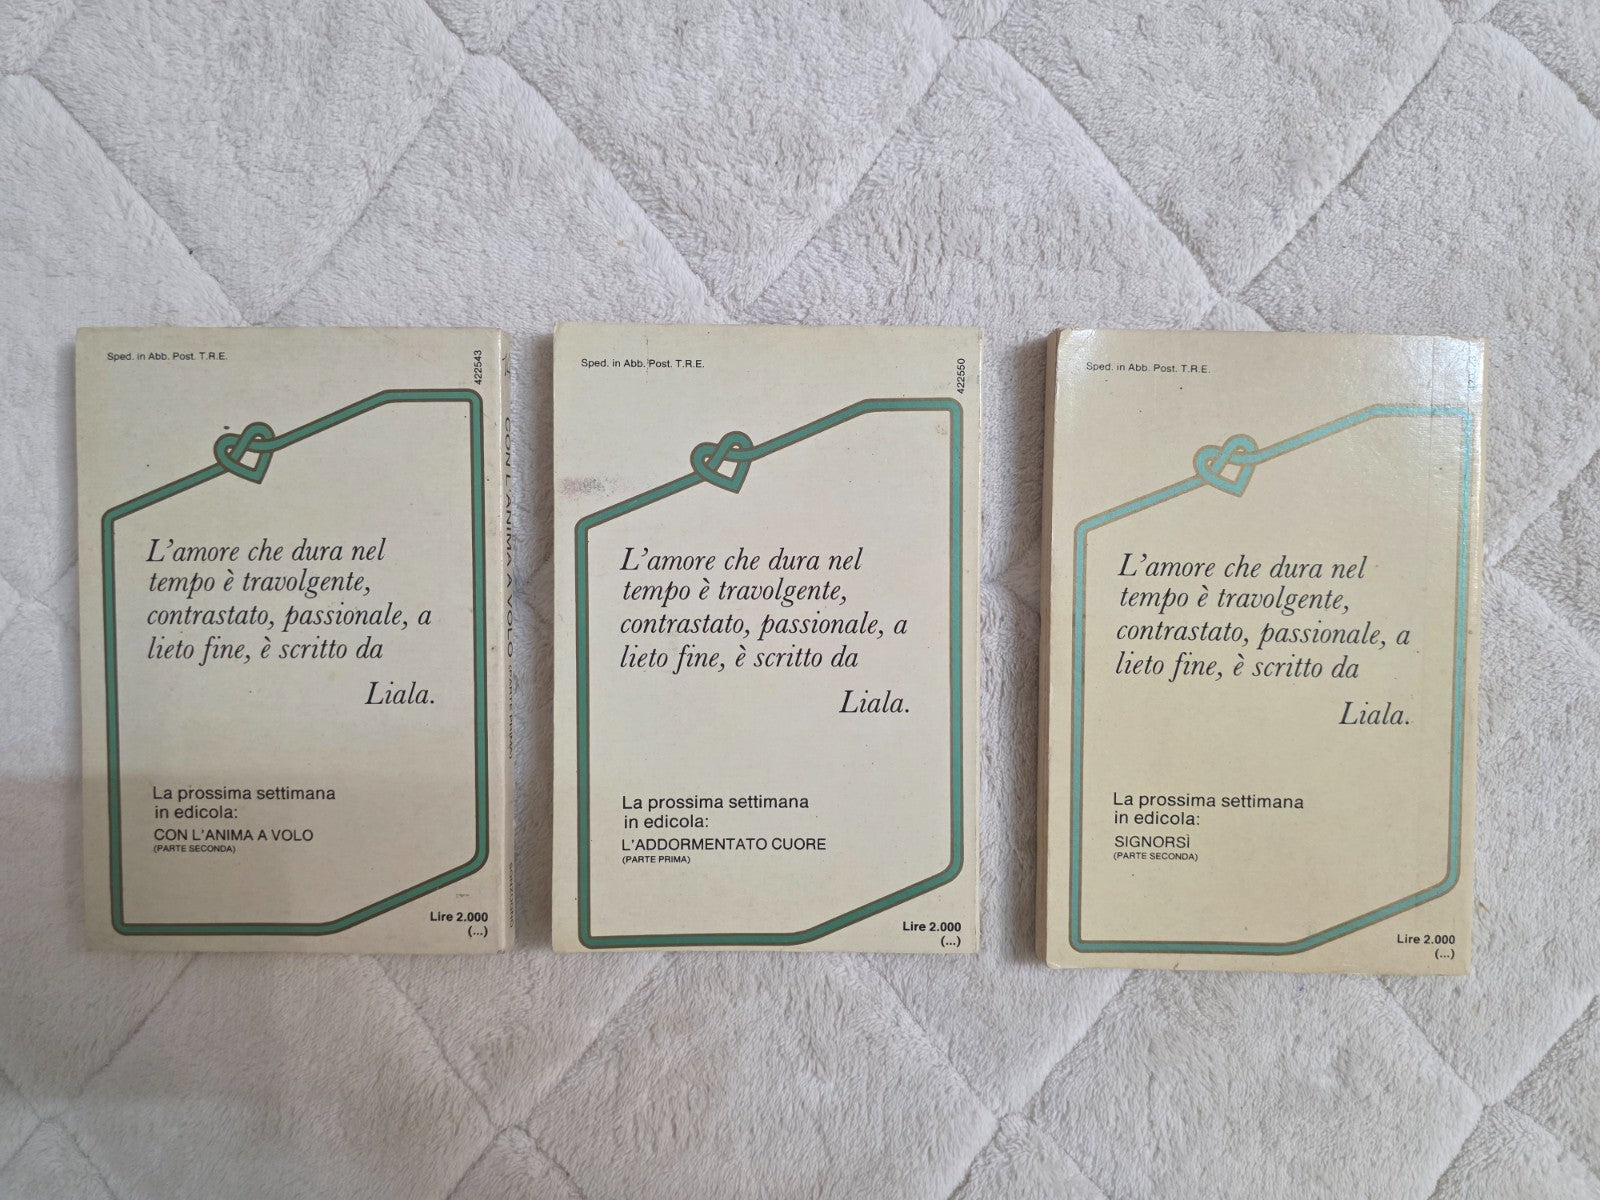 Sped. in Abb. Post. T.R.E.
422543
L'amore che dura nel
tempo è travolgente,
contrastato, passionale, a
lieto fine, è scritto da
Liala.
La prossima settimana
in edicola:
CON L'ANIMA A VOLO
(PARTE SECONDA)
Lire 2.000
(...)
CON L'ANIMA A VOLO (PARTE PRIMA)
SONZOGNO
Sped. in Abb. Post. T.R.E.
422550
L'amore che dura nel
tempo è travolgente,
contrastato, passionale, a
lieto fine, è scritto da
Liala.
La prossima settimana
in edicola:
L'ADDORMENTATO CUORE
(PARTE PRIMA)
Lire 2.000
(...)
Sped. in Abb. Post. T.R.E.
L'amore che dura nel
tempo è travolgente,
contrastato, passionale, a
lieto fine, è scritto da
Liala.
La prossima settimana
in edicola:
SIGNORSÌ
(PARTE SECONDA)
Lire 2.000
(...)